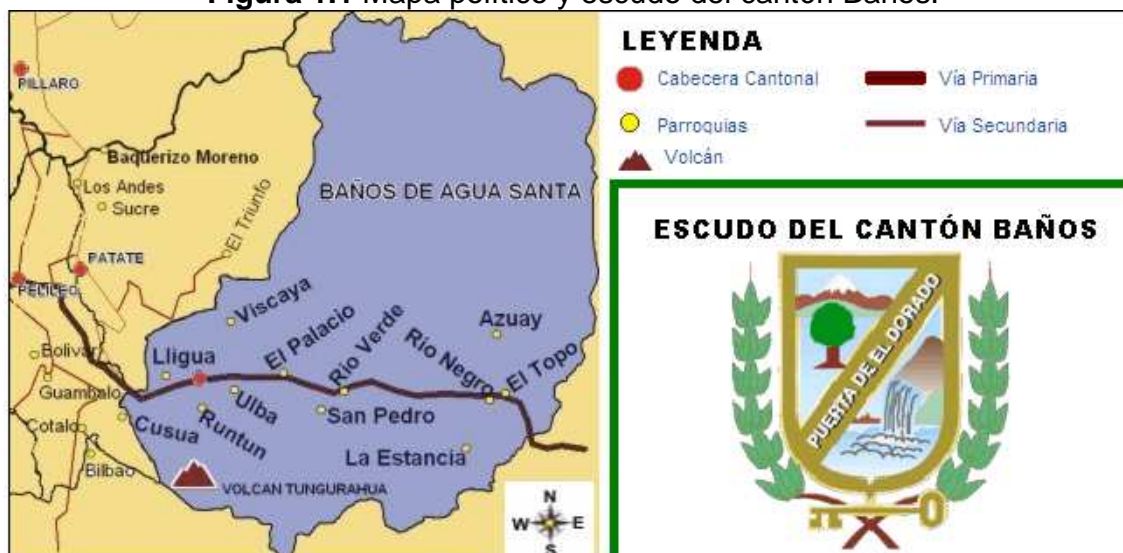 Figura 1.1 Mapa político y escudo del cantón Baños.
PILLARO
Baquerizo Moreno
Los Andes
Sucre
El Triunfo
BAÑOS DE AGUA SANTA
PATATE
PELILEO
Viscaya
El Palacio
Rio Verde
Rio Negro
Azuay
El Topo
Bolivar
Lligua
Guambalo
Ulba
San Pedro
Cusua
Runtun
Cotalo
Bilbao
La Estancia
VOLCAN TUNGURAHUA
N
W E
S
LEYENDA
Cabecera Cantonal
Vía Primaria
Parroquias
Vía Secundaria
Volcán
ESCUDO DEL CANTÓN BAÑOS
PUERTA DE EL DORADO